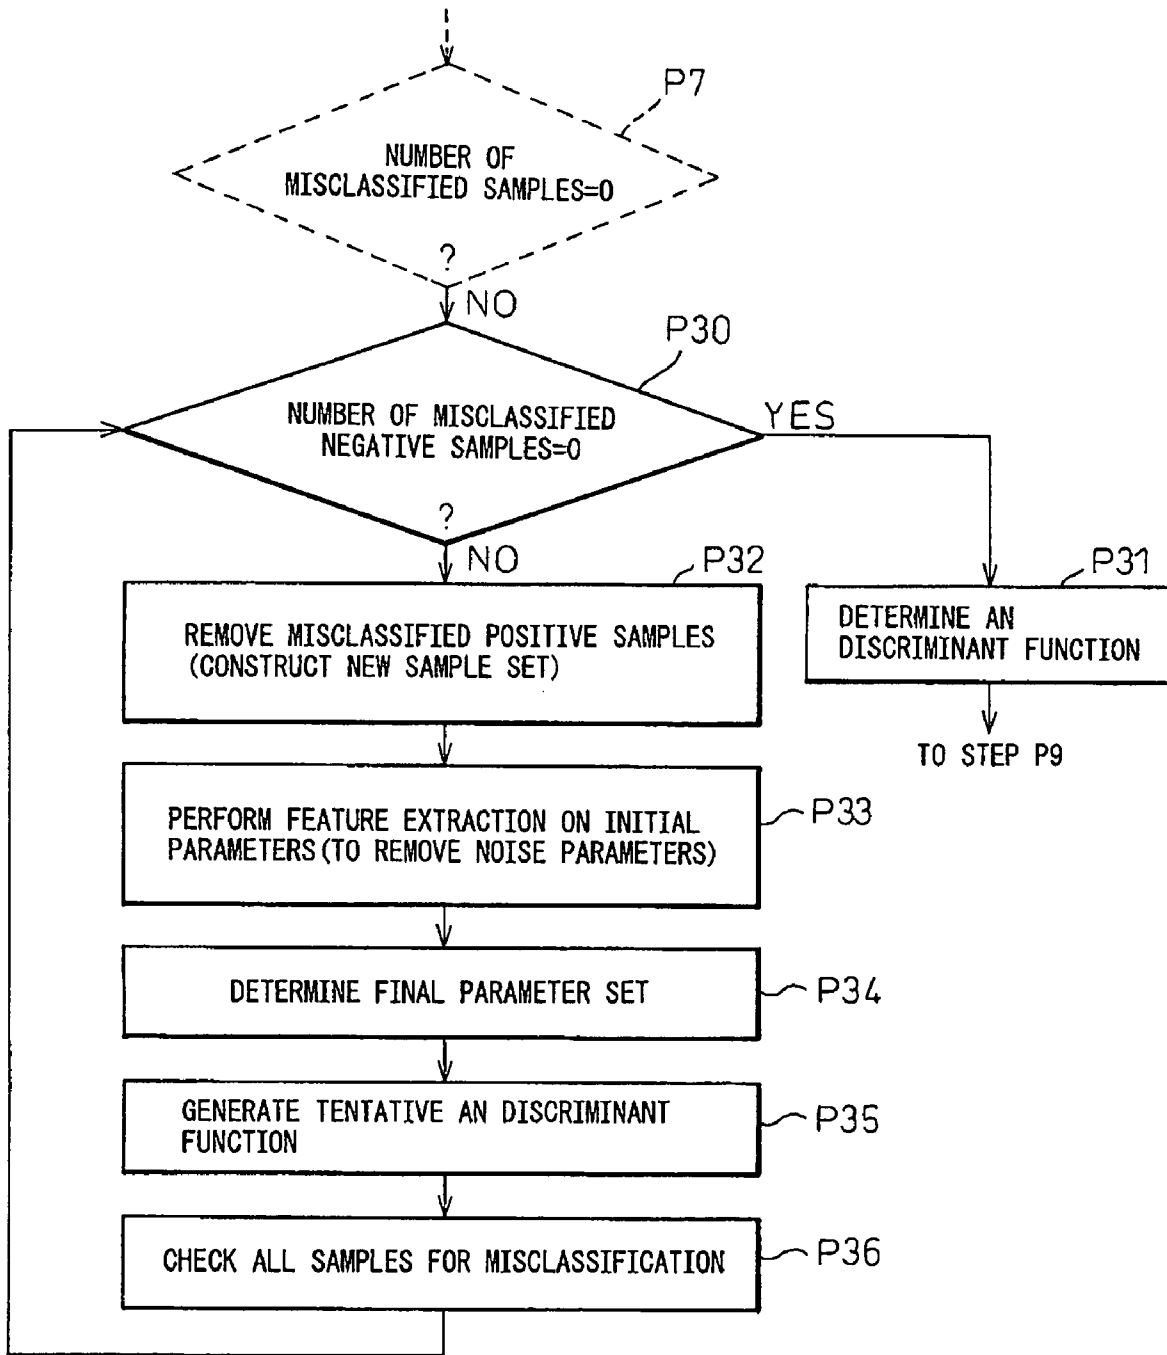 P7
NUMBER OF
MISCLASSIFIED SAMPLES=0
?
NO
P30
NUMBER OF MISCLASSIFIED
NEGATIVE SAMPLES=0
?
YES
NO
P32
REMOVE MISCLASSIFIED POSITIVE SAMPLES
(CONSTRUCT NEW SAMPLE SET)
P31
DETERMINE AN
DISCRIMINANT FUNCTION
TO STEP P9
PERFORM FEATURE EXTRACTION ON INITIAL
PARAMETERS(TO REMOVE NOISE PARAMETERS)
P33
DETERMINE FINAL PARAMETER SET
P34
GENERATE TENTATIVE AN DISCRIMINANT
FUNCTION
P35
CHECK ALL SAMPLES FOR MISCLASSIFICATION
P36